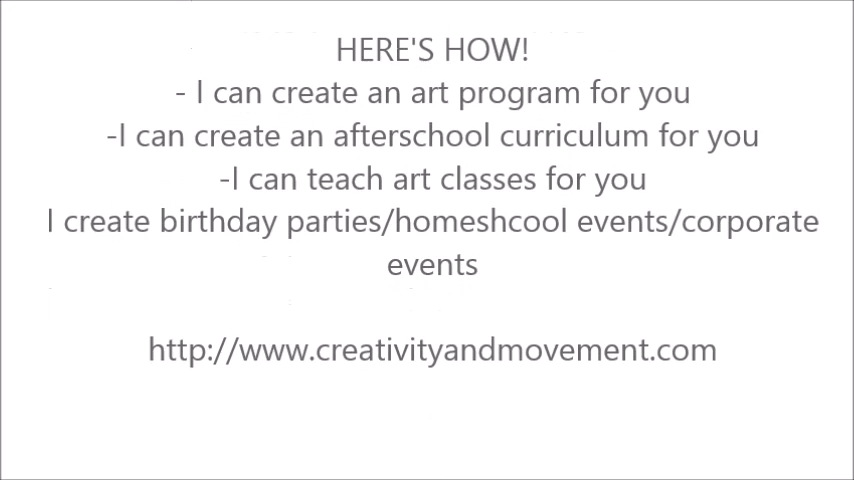 HERE'S HOW!
- I can create an art program for you
-I can create an afterschool curriculum for you
-I can teach art classes for you
I create birthday parties/homeshcool events/corporate
events
http://www.creativityandmovement.com